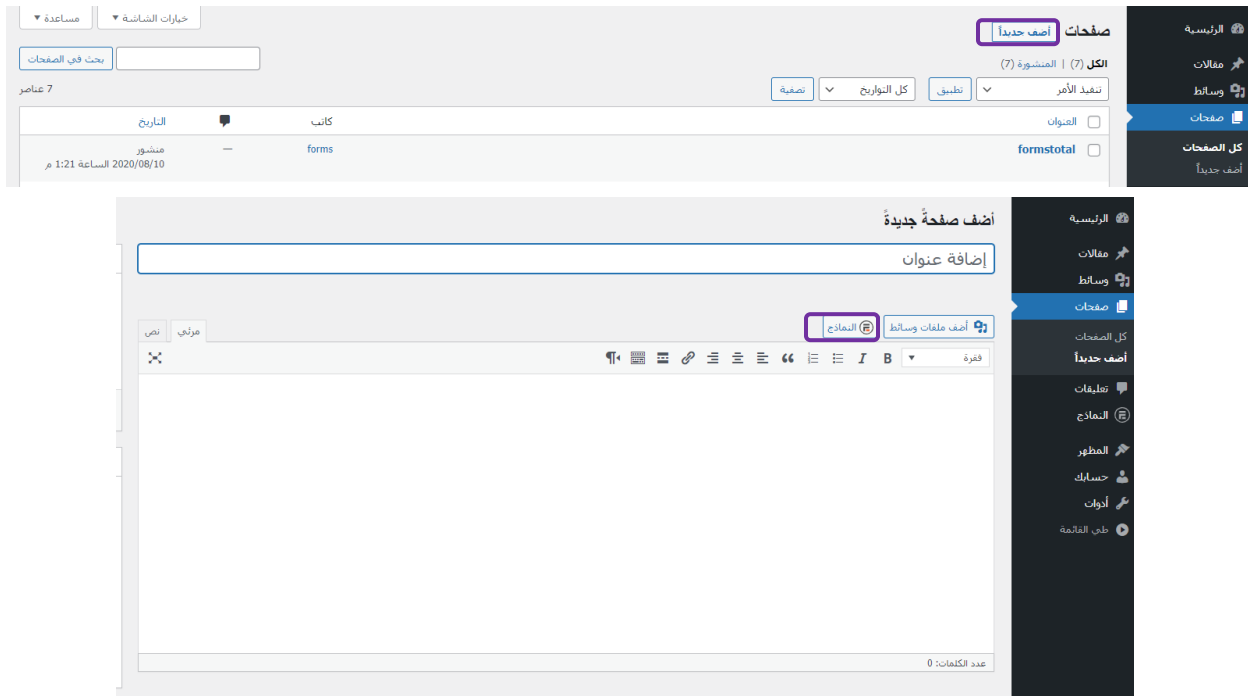 خيارات الشاشة
مساعدة
صفحات
أضف جديداً
الكل (7) | المنشورة (7)
بحث في الصفحات
تنفيذ الأمر
تطبيق
كل التواريخ
تصفية
7 عناصر
العنوان
كاتب
التاريخ
formstotal
forms
—
منشور
2020/08/10 الساعة 1:21 م
الرئيسية
مقالات
وسائط
صفحات
كل الصفحات
أضف جديداً
أضف صفحةً جديدةً
إضافة عنوان
أضف ملفات وسائط
النماذج
مرئي
نص
فقرة
B I
عدد الكلمات: 0
الرئيسية
مقالات
وسائط
صفحات
كل الصفحات
أضف جديداً
تعليقات
النماذج
المظهر
حسابك
أدوات
طي القائمة